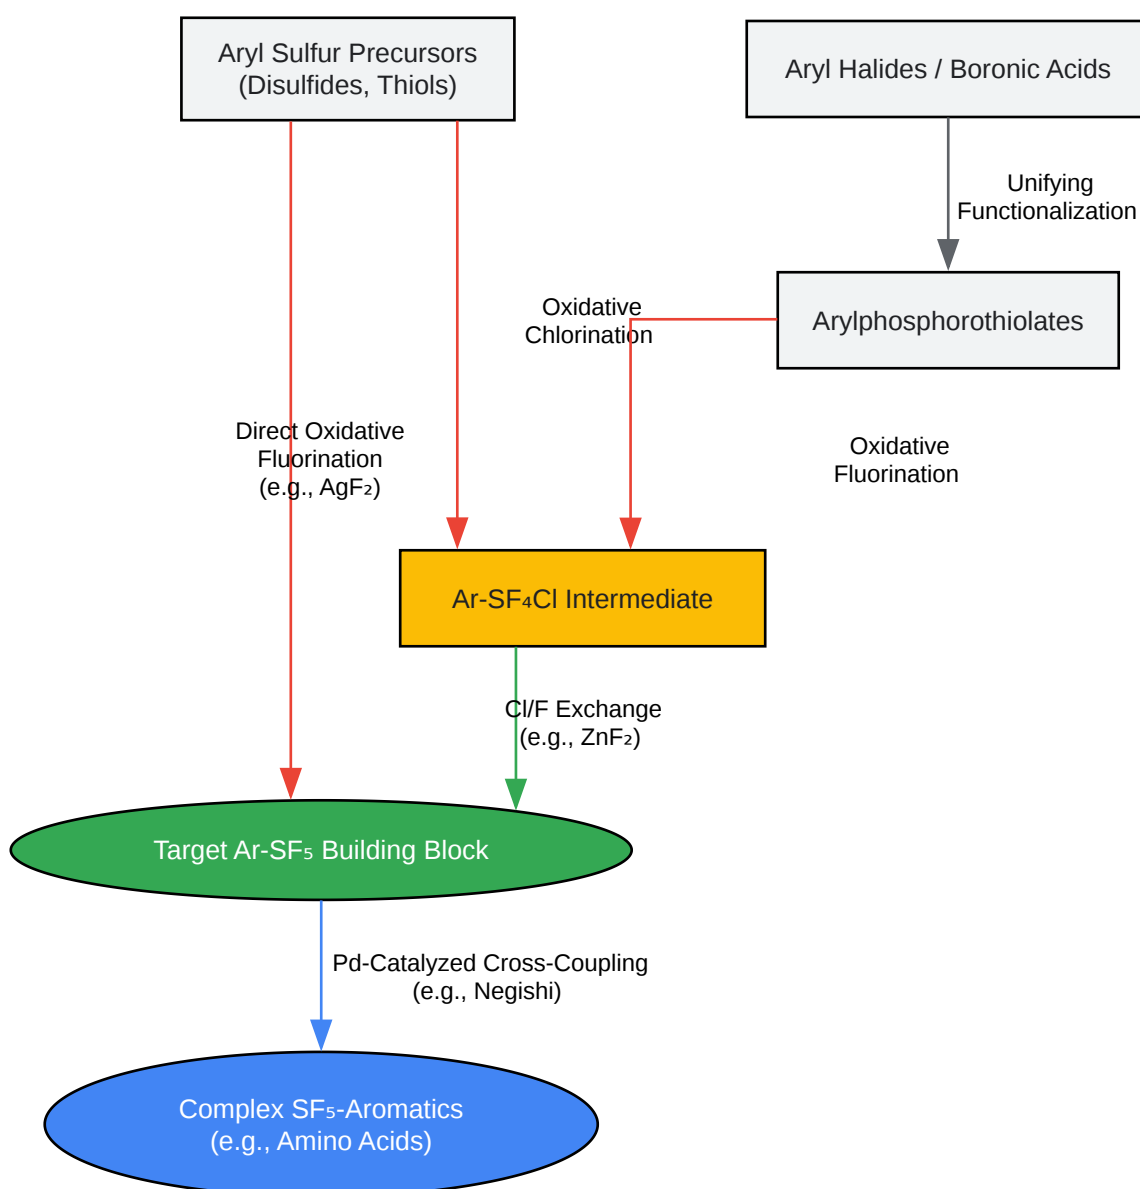 Aryl Sulfur Precursors
(Disulfides, Thiols)
Aryl Halides / Boronic Acids
Unifying
Functionalization
Arylphosphorothiolates
Oxidative
Chlorination
Direct Oxidative
Fluorination
(e.g., AgF₂)
Oxidative
Fluorination
Ar-SF₄Cl Intermediate
Cl/F Exchange
(e.g., ZnF₂)
Target Ar-SF₅ Building Block
Pd-Catalyzed Cross-Coupling
(e.g., Negishi)
Complex SF₅-Aromatics
(e.g., Amino Acids)